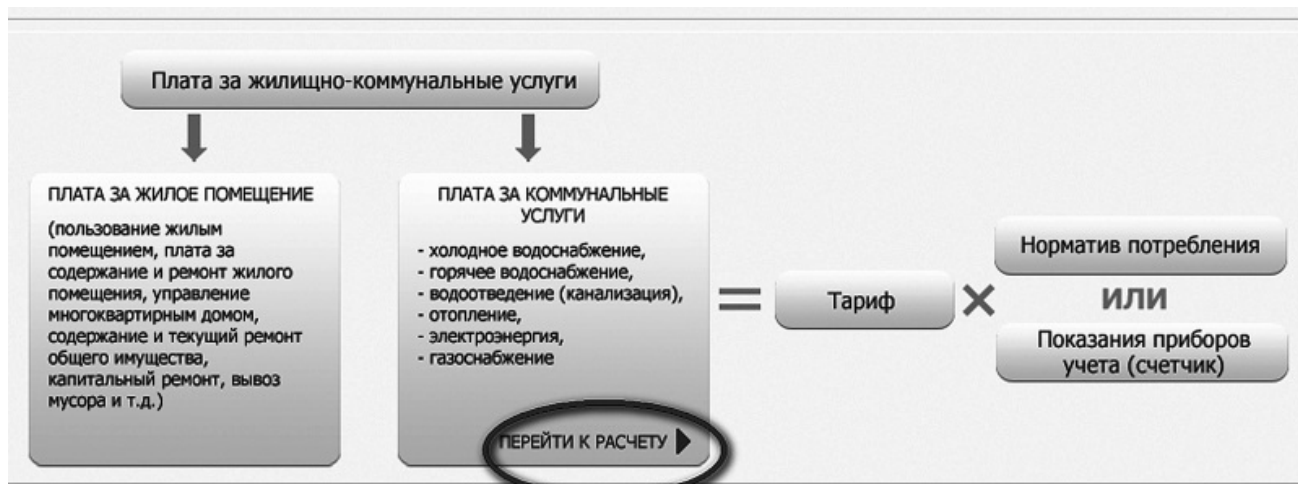 Плата за жилищно-коммунальные услуги
ПЛАТА ЗА ЖИЛОЕ ПОМЕЩЕНИЕ
(пользование жилым
помещением, плата за
содержание и ремонт жилого
помещения, управление
многоквартирным домом,
содержание и текущий ремонт
общего имущества,
капитальный ремонт, вывоз
мусора и т.д.)
ПЛАТА ЗА КОММУНАЛЬНЫЕ
УСЛУГИ
- холодное водоснабжение,
- горячее водоснабжение,
- водоотведение (канализация),
- отопление,
- электроэнергия,
- газоснабжение
ПЕРЕЙТИ К РАСЧЕТУ
=
Тариф
×
Норматив потребления
или
Показания приборов
учета (счетчик)